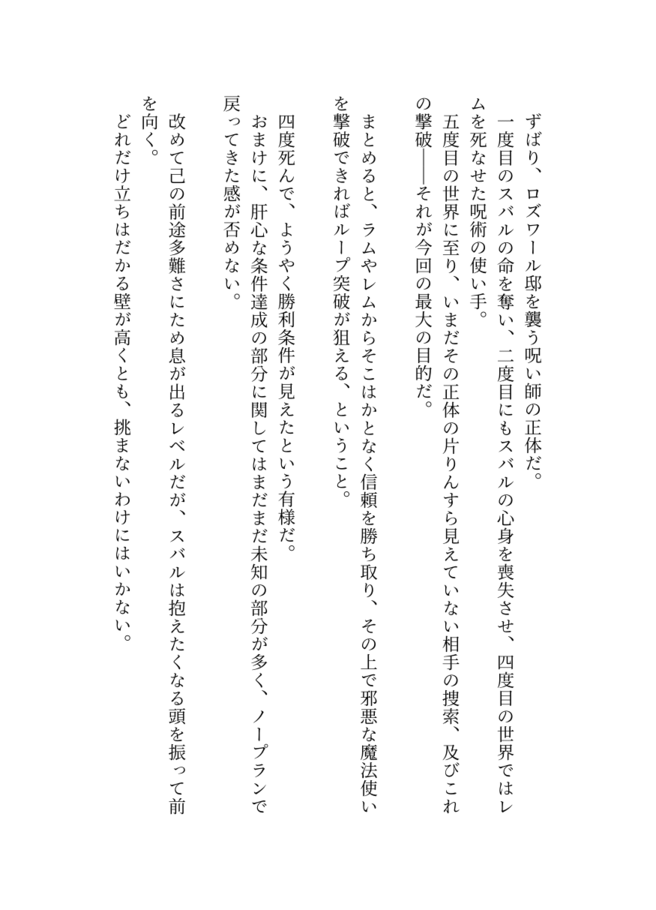 ずばり、ロズワール邸を襲う呪い師の正体だ。
一度目のスバルの命を奪い、二度目にもスバルの心身を喪失させ、四度目の世界ではレ
ムを死なせた呪術の使い手。
五度目の世界に至り、いまだその正体の片りんすら見えていない相手の捜索、及びこれ
の撃破――それが今回の最大の目的だ。
まとめると、ラムやレムからそこはかとなく信頼を勝ち取り、その上で邪悪な魔法使い
を撃破できればループ突破が狙える、ということ。
四度死んで、ようやく勝利条件が見えたという有様だ。
おまけに、肝心な条件達成の部分に関してはまだまだ未知の部分が多く、ノープランで
戻ってきた感が否めない。
改めて己の前途多難さにため息が出るレベルだが、スバルは抱えたくなる頭を振って前
を向く。
どれだけ立ちはだかる壁が高くとも、挑まないわけにはいかない。